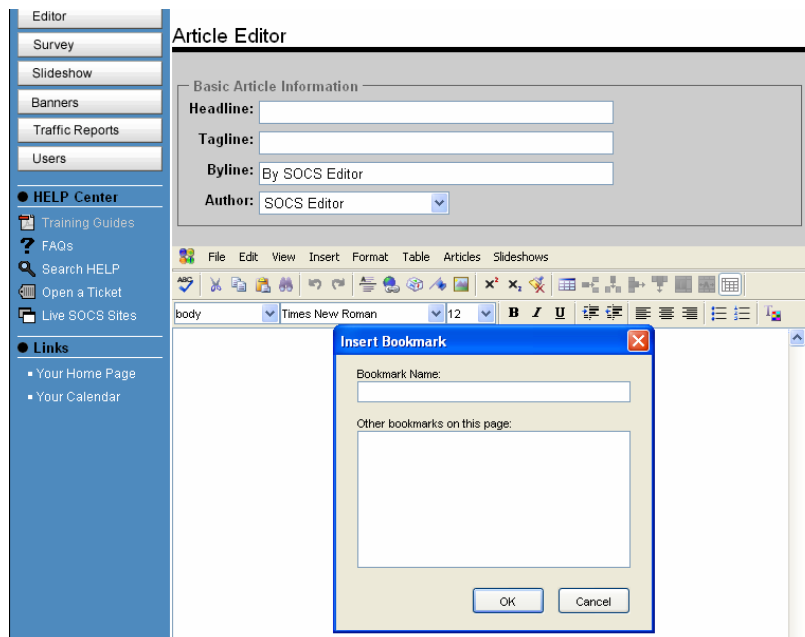 Editor
Survey
Slideshow
Banners
Traffic Reports
Users
HELP Center
Training Guides
FAQs
Search HELP
Open a Ticket
Live SOCS Sites
Links
Your Home Page
Your Calendar
Article Editor
Basic Article Information
Headline:
Tagline:
Byline: By SOCS Editor
Author: SOCS Editor
File Edit View Insert Format Table Articles Slideshows
ABC x² x₂
body Times New Roman 12 B I U
Insert Bookmark
Bookmark Name:
Other bookmarks on this page:
OK Cancel